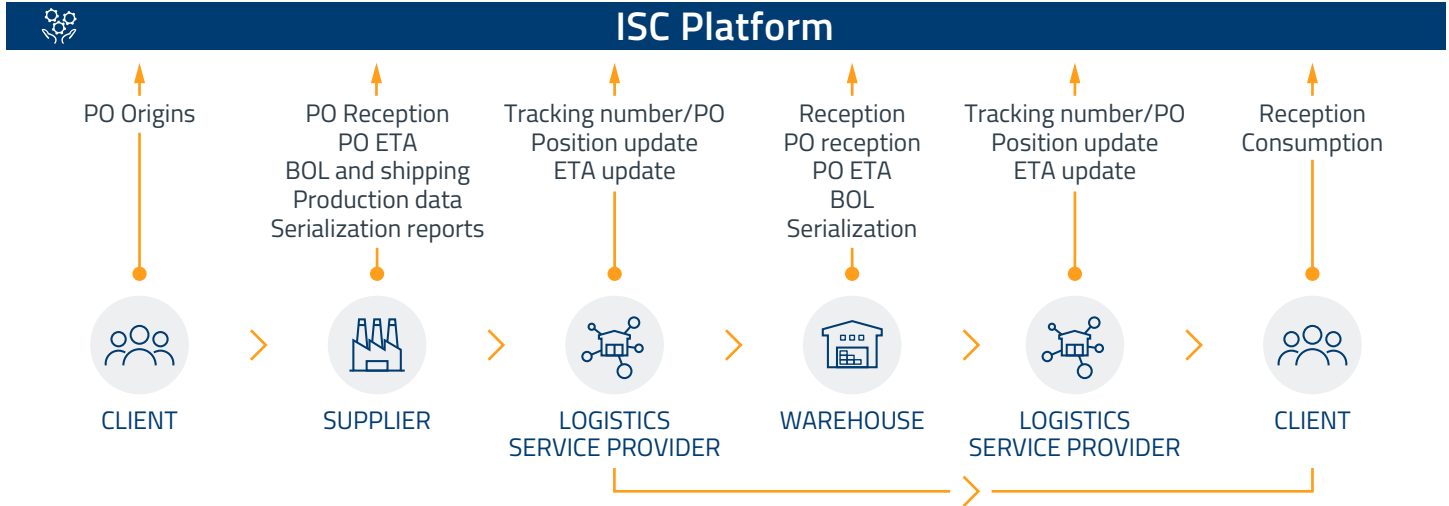 ISC Platform
PO Origins
PO Reception
PO ETA
BOL and shipping
Production data
Serialization reports
Tracking number/PO
Position update
ETA update
Reception
PO reception
PO ETA
BOL
Serialization
Tracking number/PO
Position update
ETA update
Reception
Consumption
CLIENT
SUPPLIER
LOGISTICS
SERVICE PROVIDER
WAREHOUSE
LOGISTICS
SERVICE PROVIDER
CLIENT